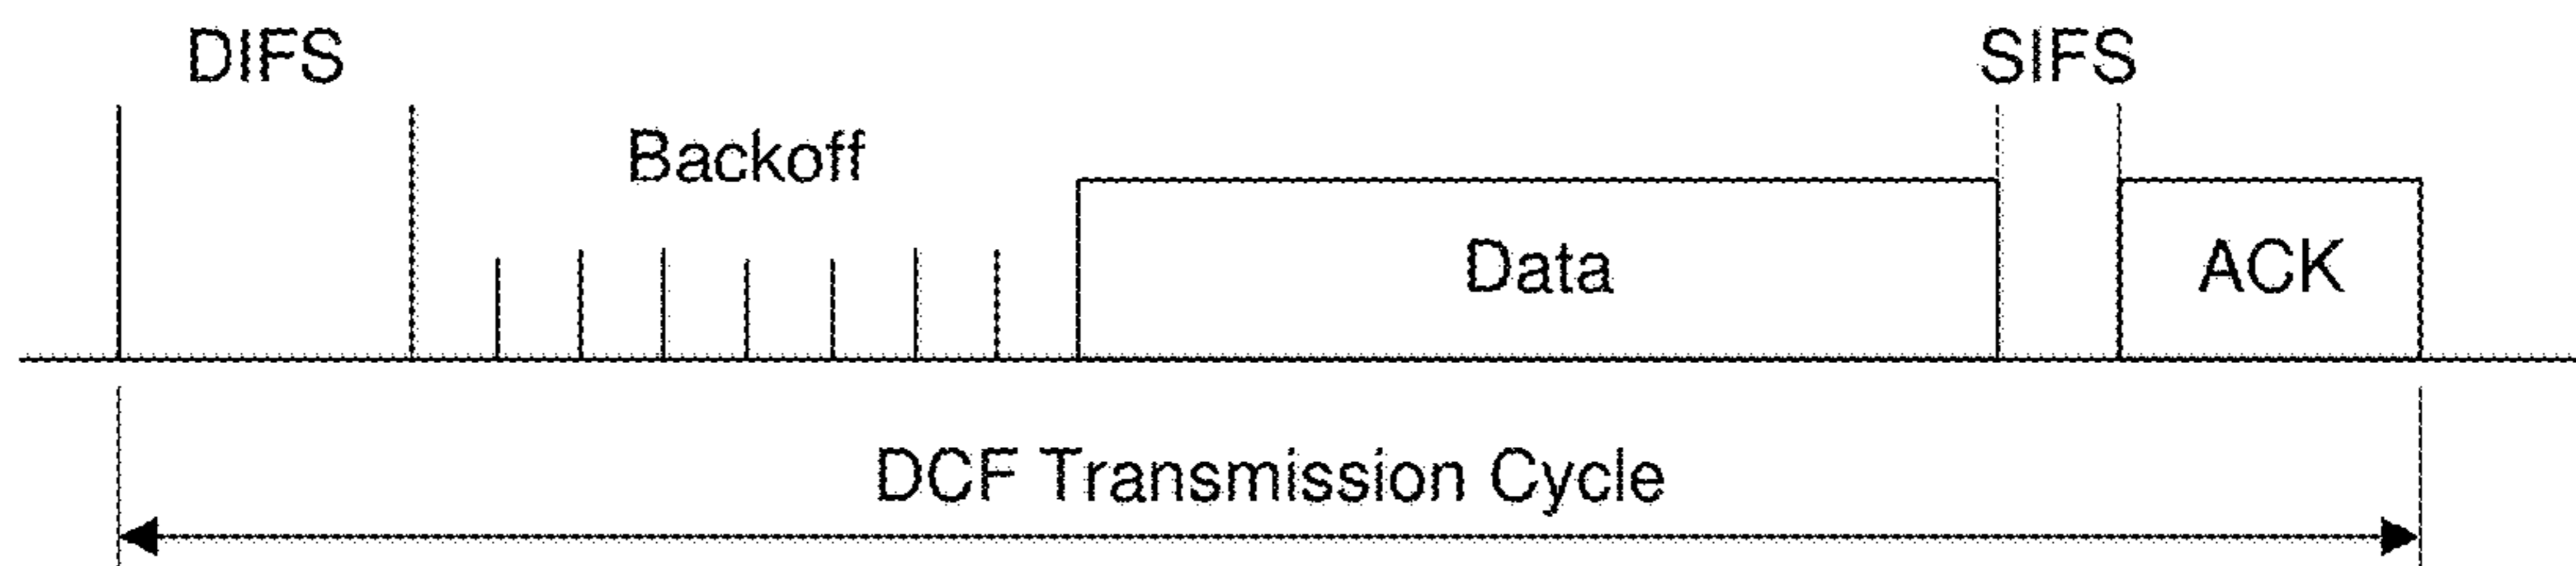 DIFS
SIFS
Backoff
Data
ACK
DCF Transmission Cycle